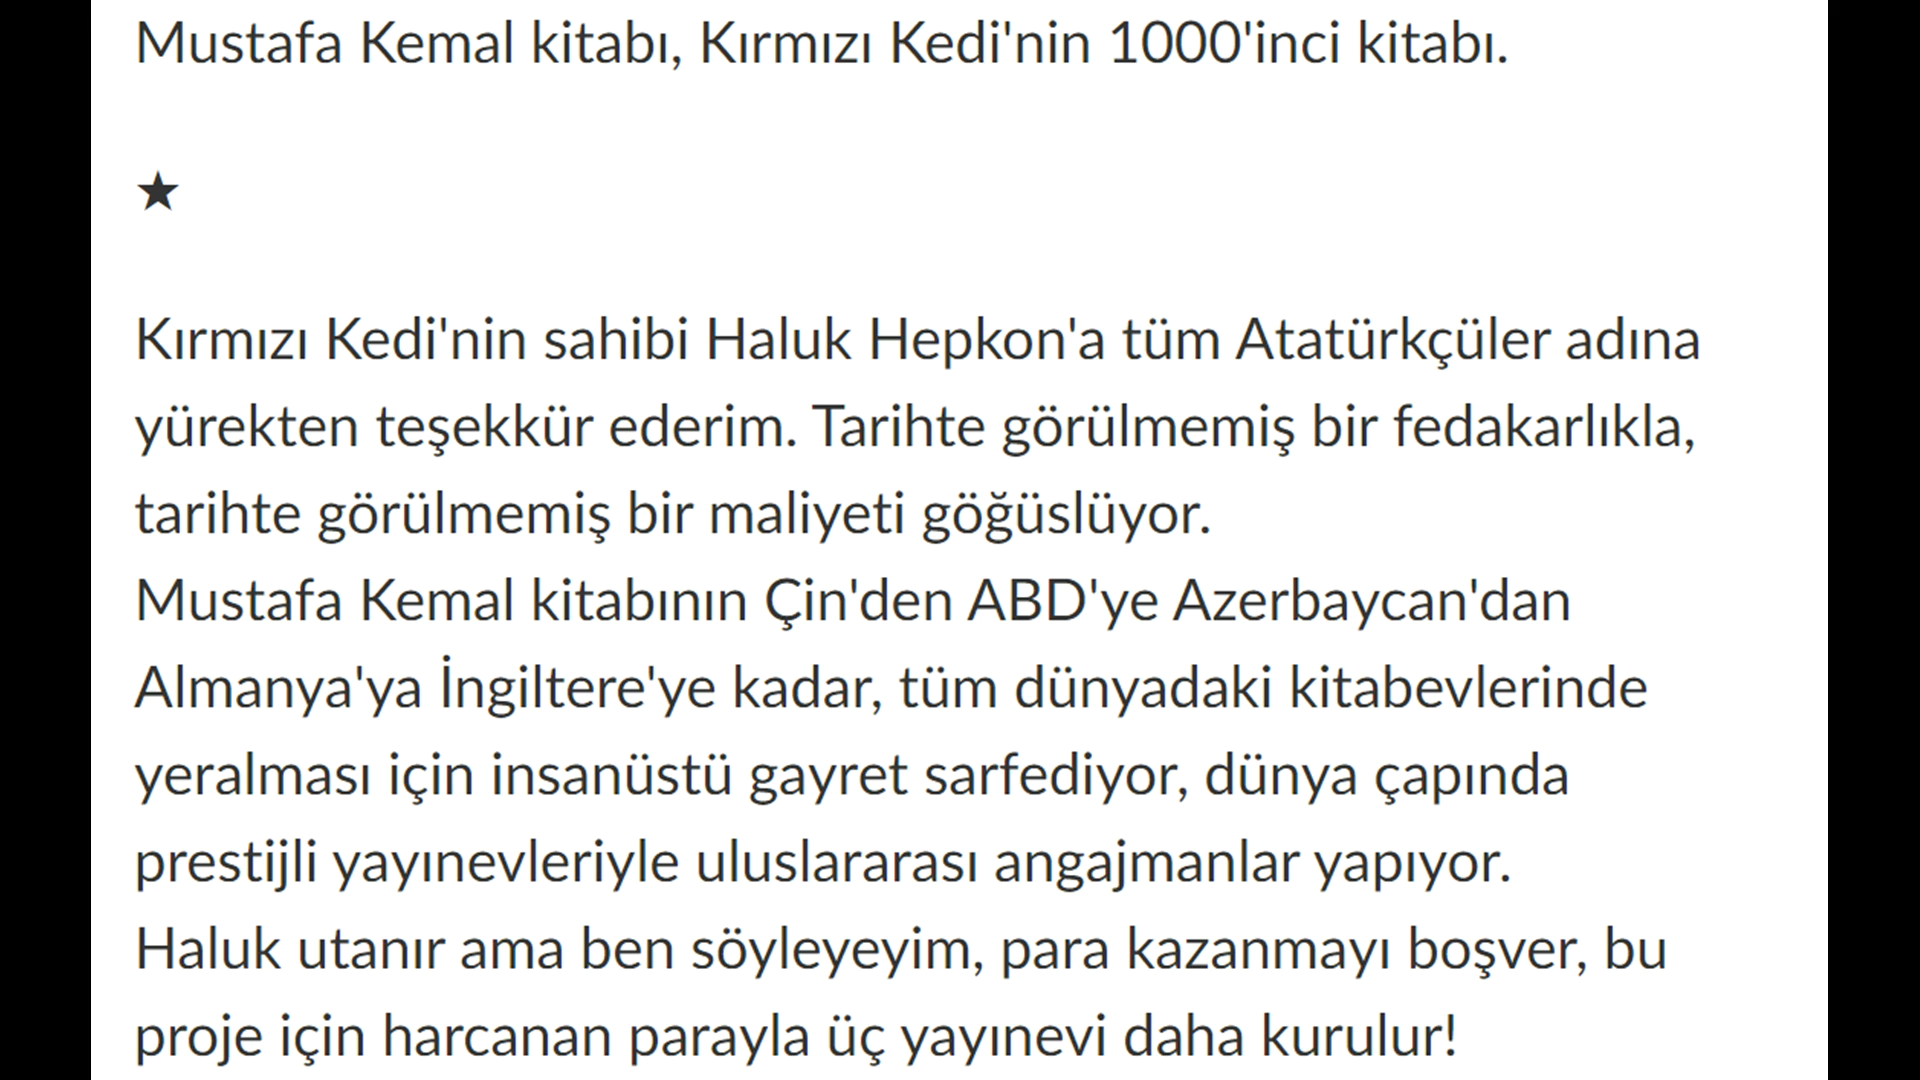 Mustafa Kemal kitabı, Kırmızı Kedi'nin 1000'inci kitabı.
★
Kırmızı Kedi'nin sahibi Haluk Hepkon'a tüm Atatürkçüler adına
yürekten teşekkür ederim. Tarihte görülmemiş bir fedakarlıkla,
tarihte görülmemiş bir maliyeti göğüslüyor.
Mustafa Kemal kitabının Çin'den ABD'ye Azerbaycan'dan
Almanya'ya İngiltere'ye kadar, tüm dünyadaki kitabevlerinde
yeralması için insanüstü gayret sarfediyor, dünya çapında
prestijli yayınevleriyle uluslararası angajmanlar yapıyor.
Haluk utanır ama ben söyleyeyim, para kazanmayı boşver, bu
proje için harcanan parayla üç yayınevi daha kurulur!